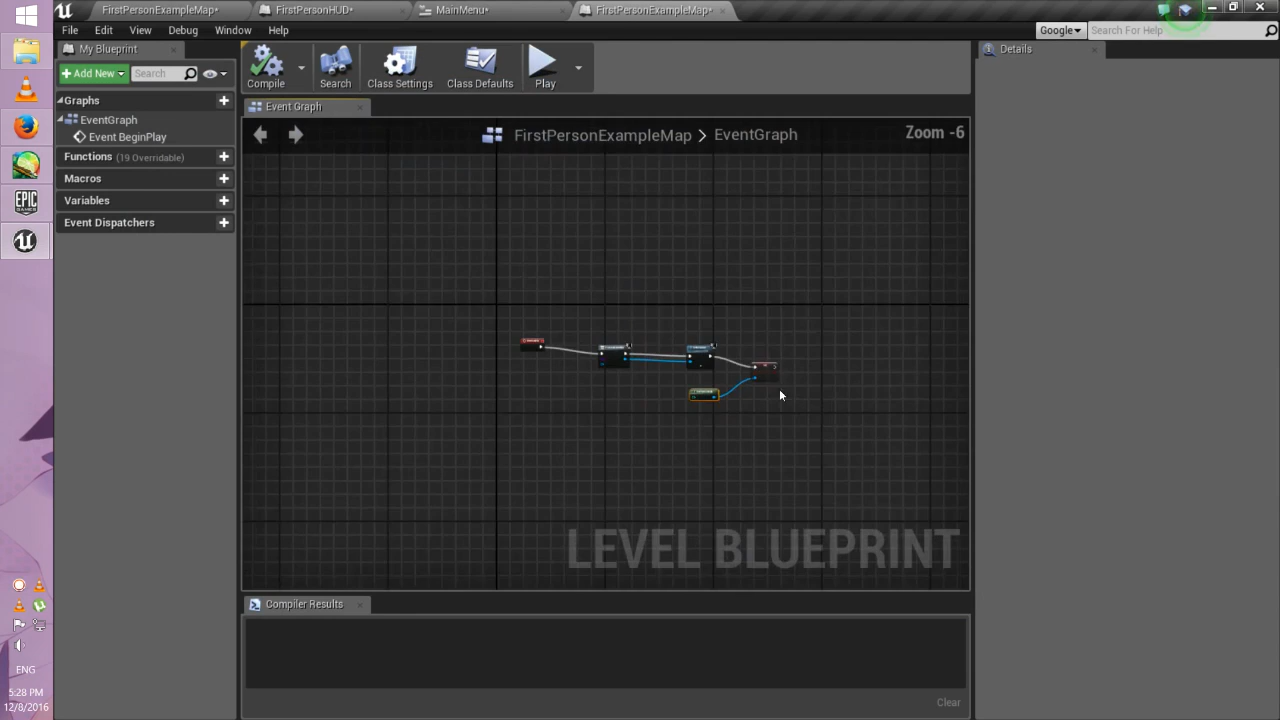 FirstPersonExampleMap*
FirstPersonHUD*
MainMenu*
FirstPersonExampleMap*
File Edit View Debug Window Help
Google
Search For Help
My Blueprint
Add New
Search
Compile
Search
Class Settings
Class Defaults
Play
Details
Graphs
EventGraph
Event BeginPlay
Functions (19 Overridable)
Macros
Variables
Event Dispatchers
Event Graph
FirstPersonExampleMap > EventGraph
Zoom -6
LEVEL BLUEPRINT
Compiler Results
Clear
EPIC
GAMES
ENG
5:28 PM
12/8/2016